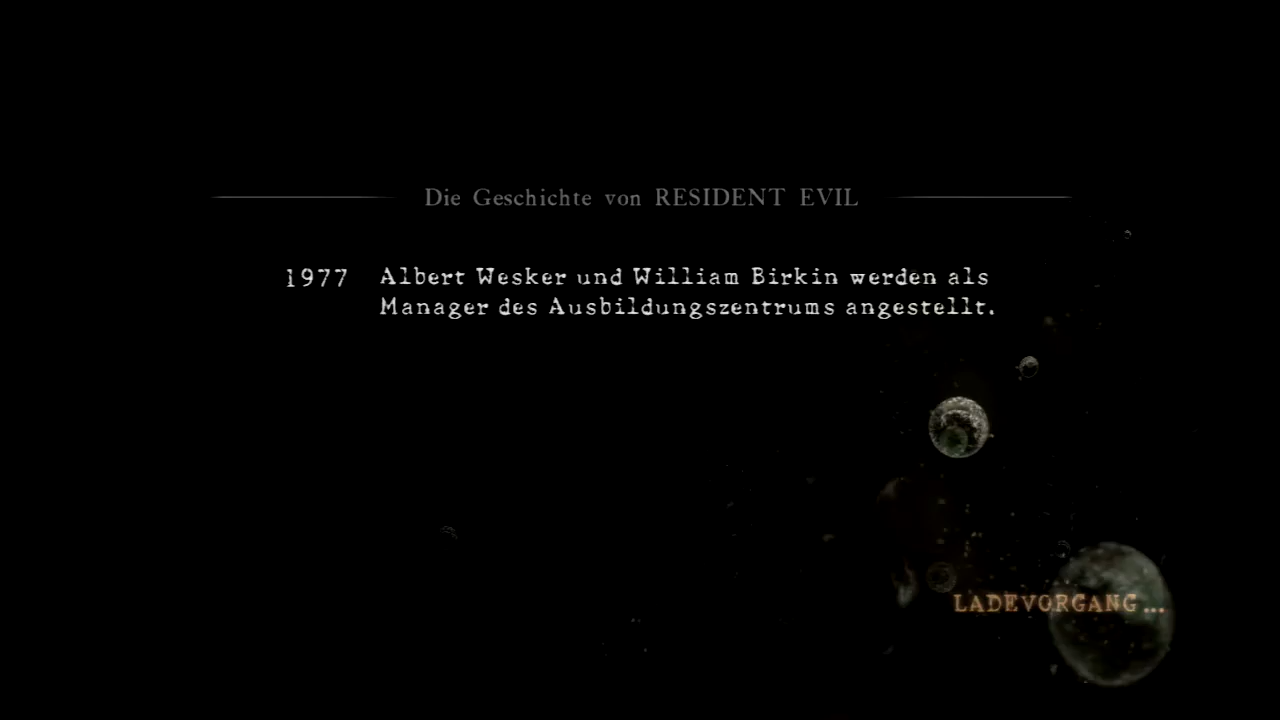 Die Geschichte von RESIDENT EVIL
1977 Albert Wesker und William Birkin werden als
Manager des Ausbildungszentrums angestellt.
LADEVORGANG...